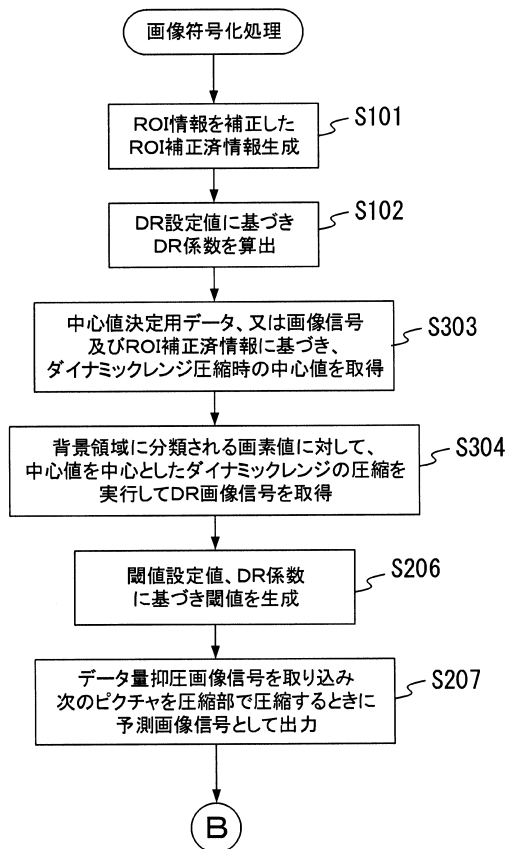 画像符号化処理
ROI情報を補正した
ROI補正済情報生成
S101
DR設定値に基づき
DR係数を算出
S102
中心値決定用データ、又は画像信号
及びROI補正済情報に基づき、
ダイナミックレンジ圧縮時の中心値を取得
S303
背景領域に分類される画素値に対して、
中心値を中心としたダイナミックレンジの圧縮を
実行してDR画像信号を取得
S304
閾値設定値、DR係数
に基づき閾値を生成
S206
データ量抑圧画像信号を取り込み
次のピクチャを圧縮部で圧縮するときに
予測画像信号として出力
S207
B